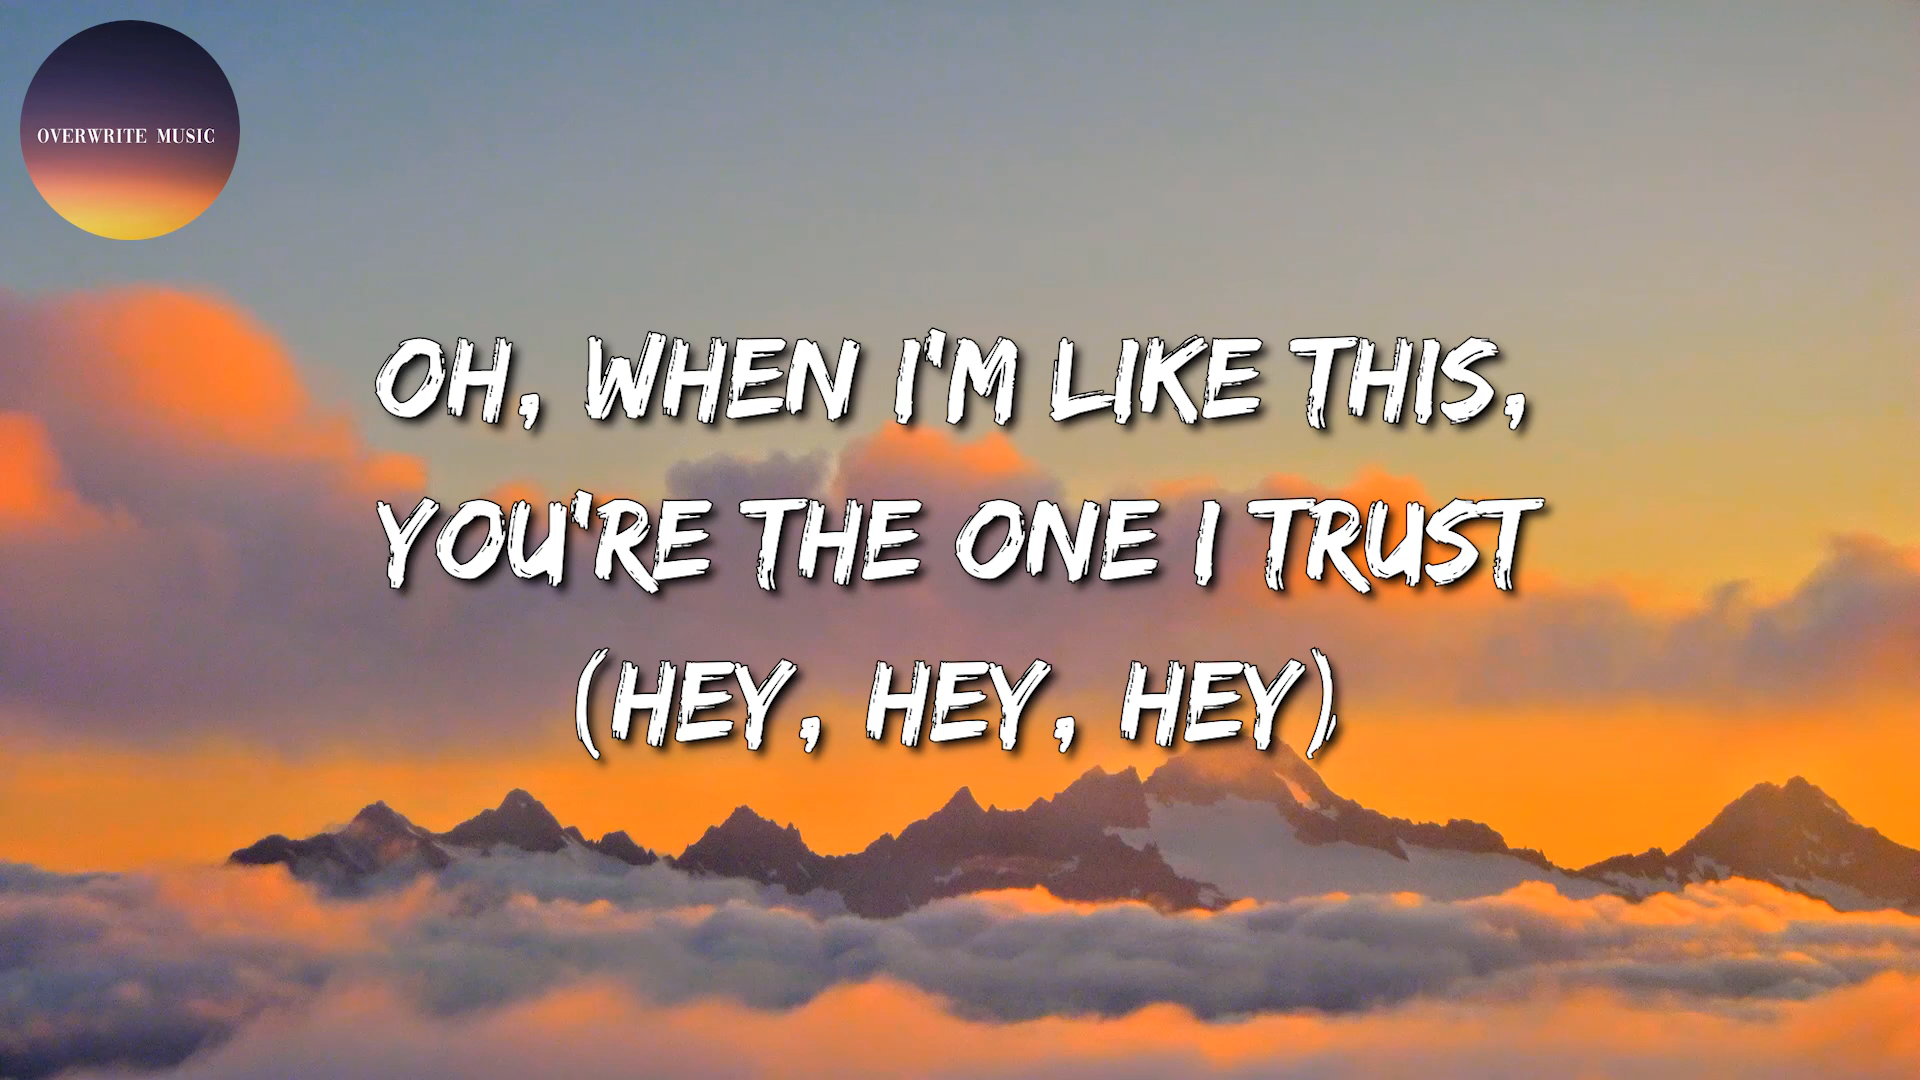 OVERWRITE MUSIC
OH, WHEN I'M LIKE THIS,
YOU'RE THE ONE I TRUST
(HEY, HEY, HEY)